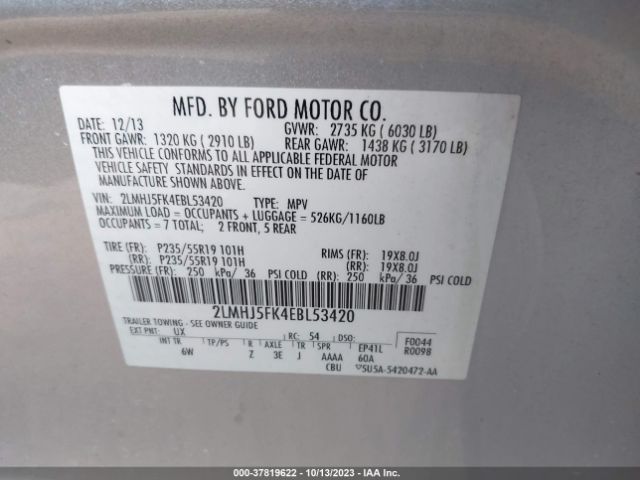 MFD. BY FORD MOTOR CO.
DATE: 12/13 GVWR: 2735 KG ( 6030 LB)
FRONT GAWR: 1320 KG ( 2910 LB) REAR GAWR: 1438 KG ( 3170 LB)
THIS VEHICLE CONFORMS TO ALL APPLICABLE FEDERAL MOTOR
VEHICLE SAFETY STANDARDS IN EFFECT ON THE DATE OF
MANUFACTURE SHOWN ABOVE.
VIN: 2LMHJ5FK4EBL53420 TYPE: MPV
MAXIMUM LOAD = OCCUPANTS + LUGGAGE = 526KG/1160LB
OCCUPANTS = 7 TOTAL; 2 FRONT, 5 REAR
TIRE (FR): P235/55R19 101H RIMS (FR): 19X8.0J
(RR): P235/55R19 101H (RR): 19X8.0J
PRESSURE (FR): 250 kPa/ 36 PSI COLD (RR): 250 kPa/ 36 PSI COLD
2LMHJ5FK4EBL53420
TRAILER TOWING - SEE OWNER GUIDE
EXT PNT: UX RC: 54 DSO: F0044
INT TR TP/PS R AXLE TR SPR EP41L R0098
6W Z 3E J AAAA 60A
CBU 5U5A-5420472-AA
000-37819622 - 10/13/2023 - IAA Inc.